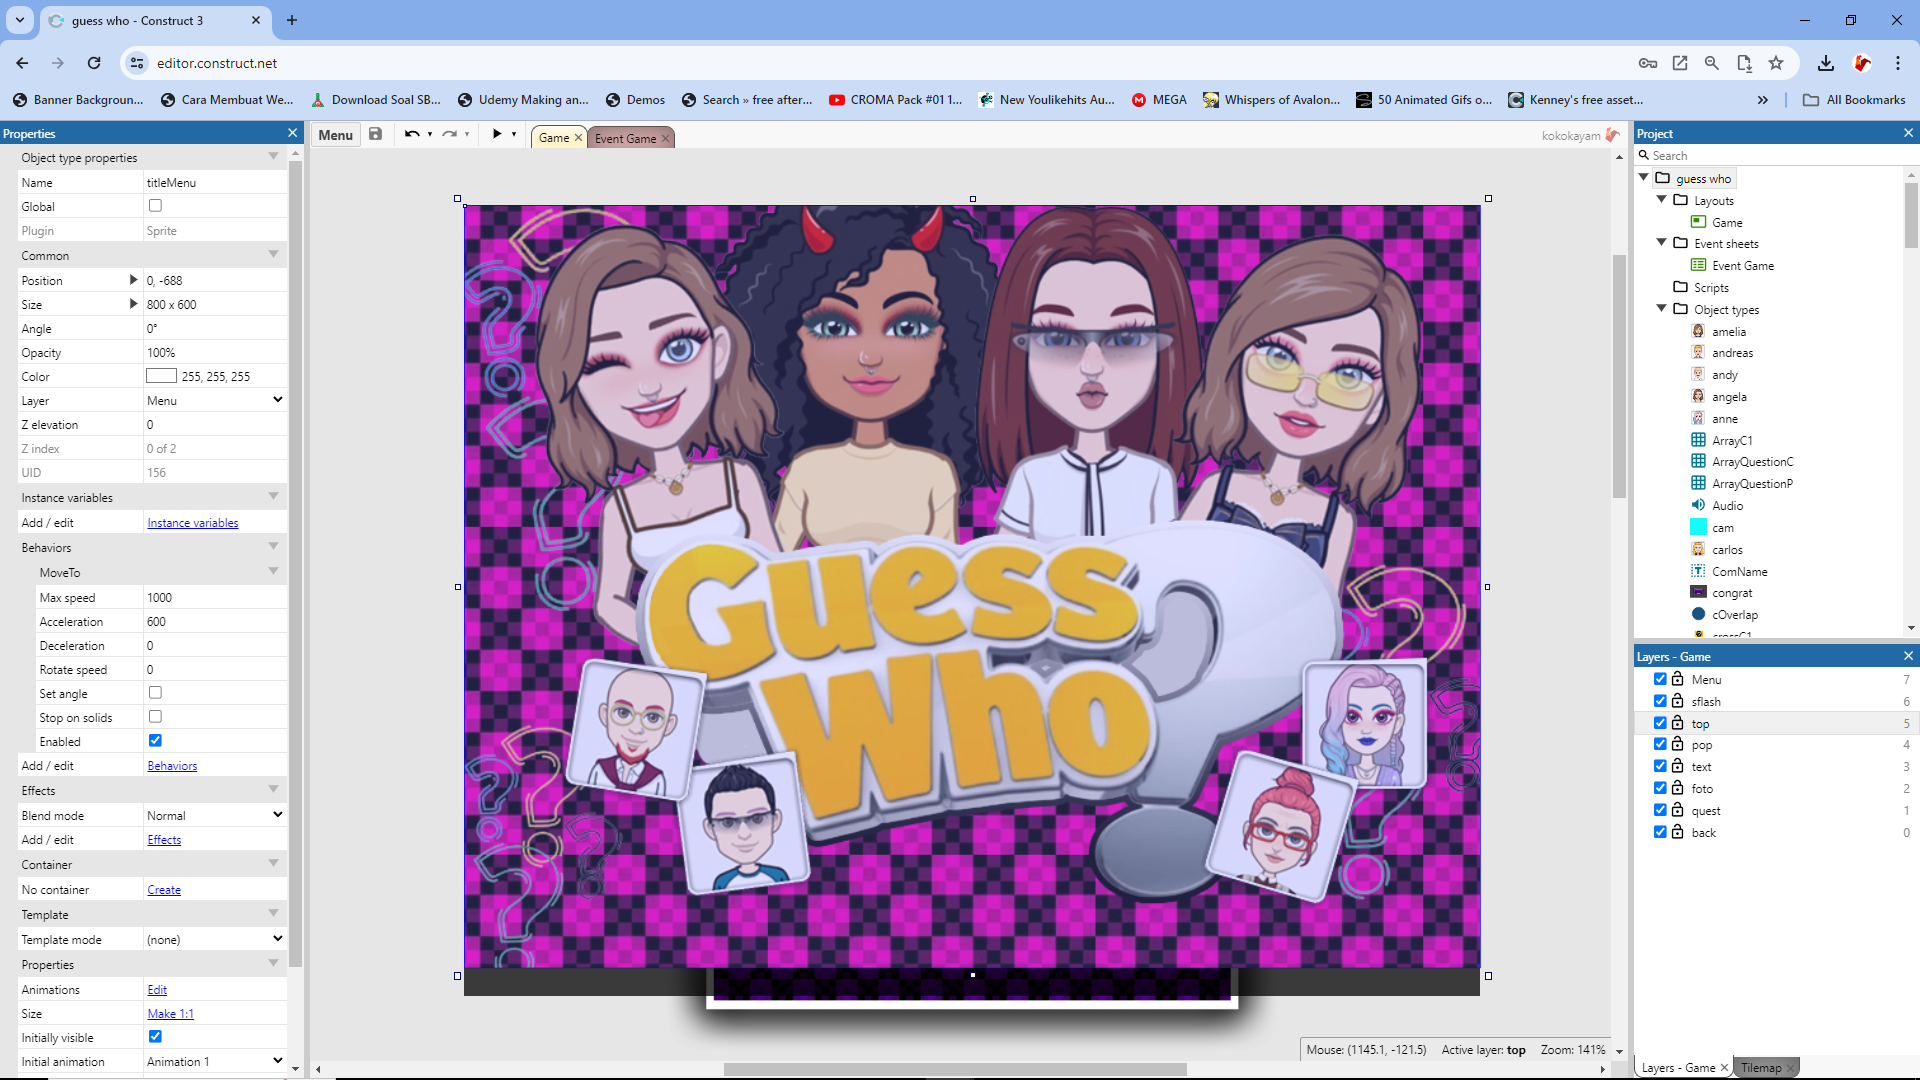 guess who - Construct 3
editor.construct.net
Banner Backgroun...
Cara Membuat We...
Download Soal SB...
Udemy Making an...
Demos
Search » free after...
CROMA Pack #01 1...
New Youlikehits Au...
MEGA
Whispers of Avalon...
50 Animated Gifs o...
Kenney's free asset...
All Bookmarks
Properties
Menu
Game
Event Game
kokokayam
Project
Object type properties
Name titleMenu
Global
Plugin Sprite
Common
Position 0, -688
Size 800 x 600
Angle 0°
Opacity 100%
Color 255, 255, 255
Layer Menu
Z elevation 0
Z index 0 of 2
UID 156
Instance variables
Add / edit Instance variables
Behaviors
MoveTo
Max speed 1000
Acceleration 600
Deceleration 0
Rotate speed 0
Set angle
Stop on solids
Enabled
Add / edit Behaviors
Effects
Blend mode Normal
Add / edit Effects
Container
No container Create
Template
Template mode (none)
Properties
Animations Edit
Size Make 1:1
Initially visible
Initial animation Animation 1
Guess
Who?
Mouse: (1145.1, -121.5) Active layer: top Zoom: 141%
Search
guess who
Layouts
Game
Event sheets
Event Game
Scripts
Object types
amelia
andreas
andy
angela
anne
ArrayC1
ArrayQuestionC
ArrayQuestionP
Audio
cam
carlos
ComName
congrat
cOverlap
crossC1
Layers - Game
Menu 7
sflash 6
top 5
pop 4
text 3
foto 2
quest 1
back 0
Layers - Game
Tilemap